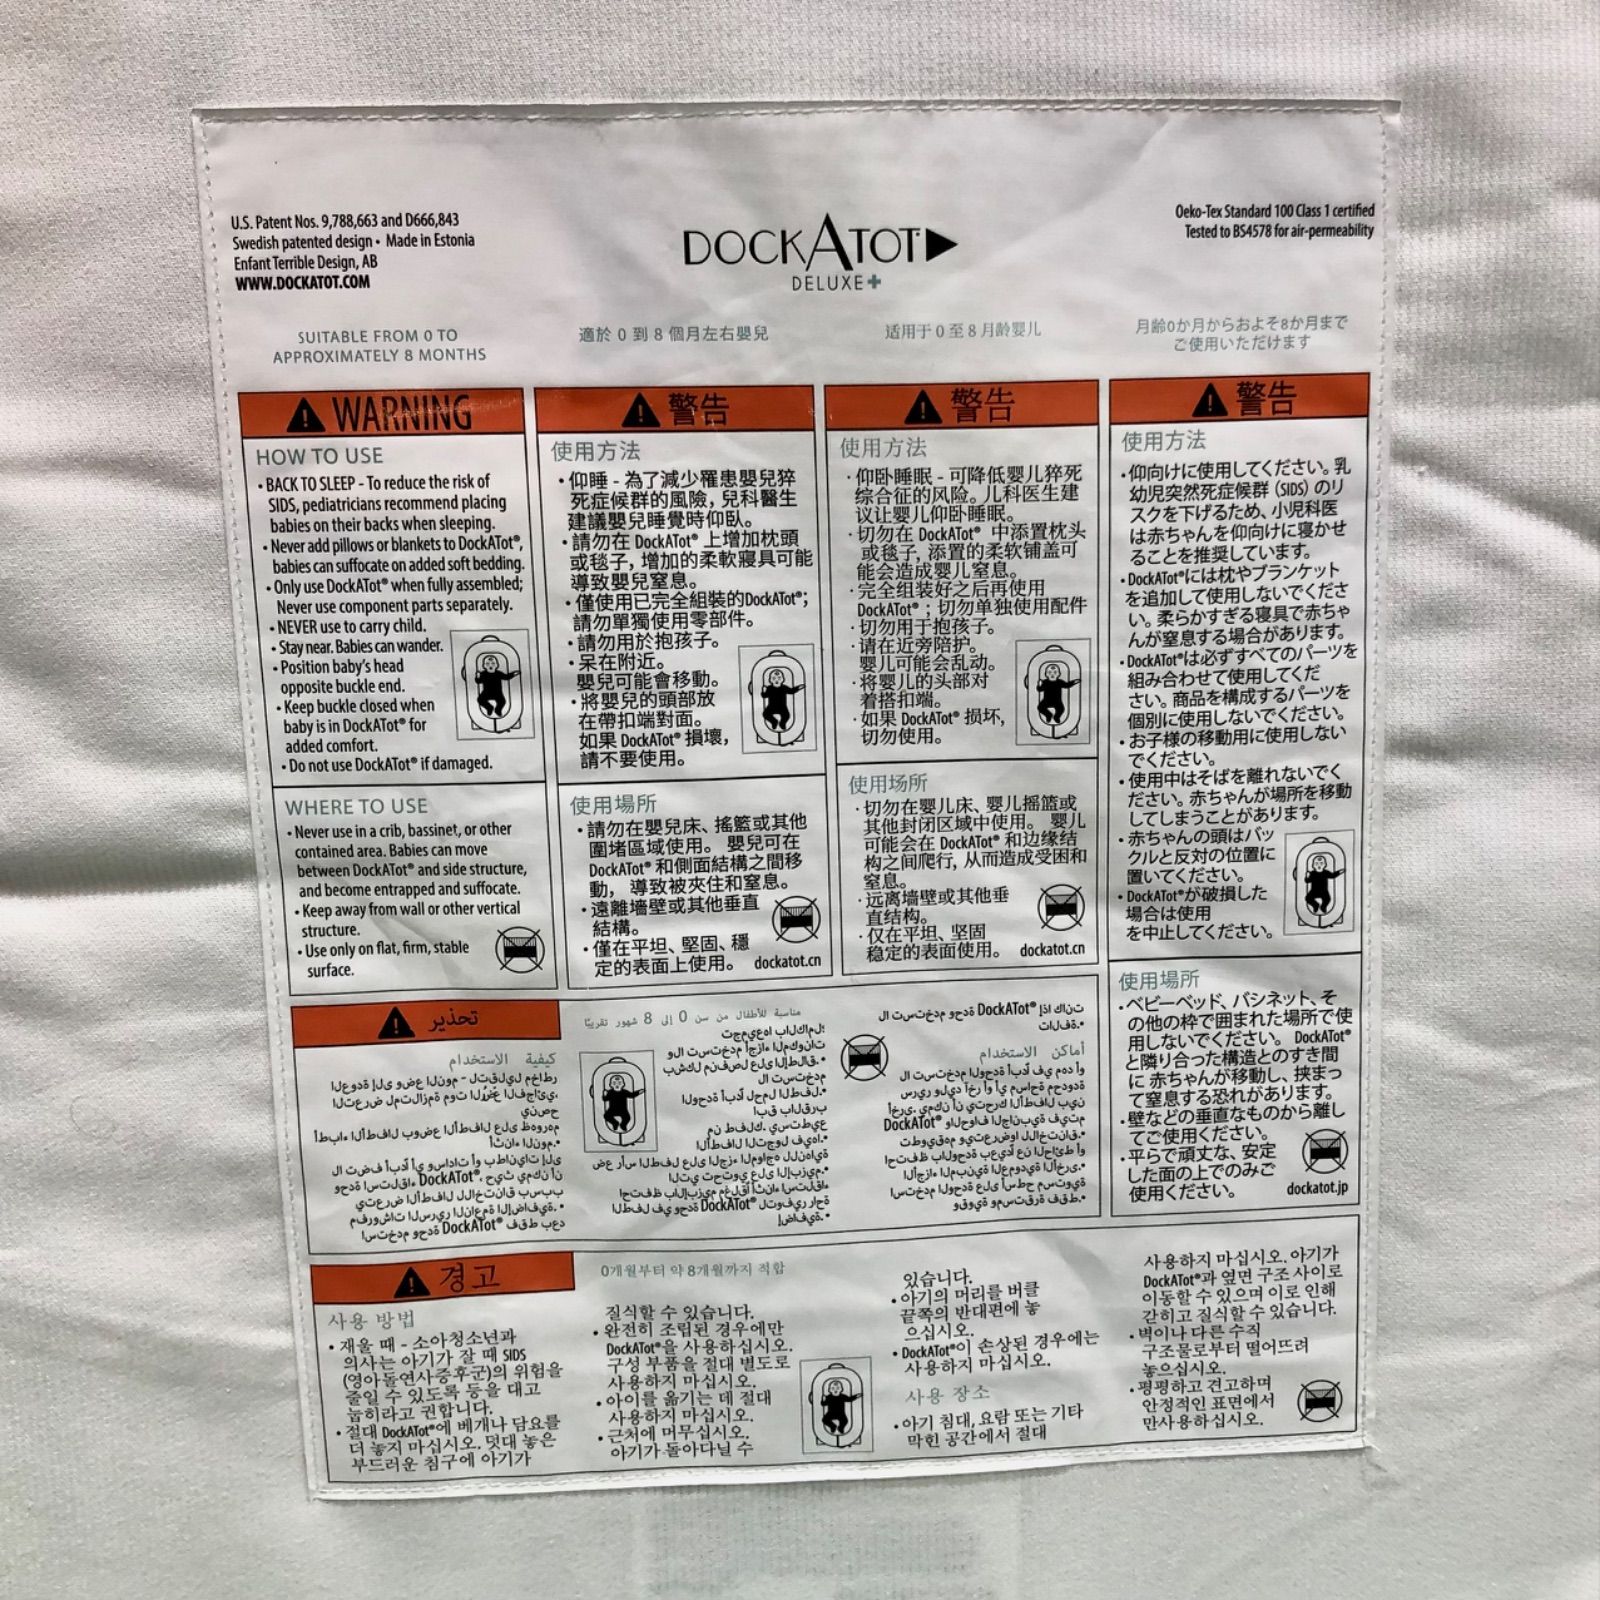 U.S. Patent Nos. 9,788,663 and D666,843
Swedish patented design • Made in Estonia
Enfant Terrible Design, AB
WWW.DOCKATOT.COM
DOCKATOT
DELUXE+
Oeko-Tex Standard 100 Class 1 certified
Tested to BS4578 for air-permeability
SUITABLE FROM 0 TO
APPROXIMATELY 8 MONTHS
適於 0 到 8 個月左右嬰兒
适用于 0 至 8 月龄婴儿
月齢0か月からおよそ8か月まで
ご使用いただけます
WARNING
HOW TO USE
• BACK TO SLEEP - To reduce the risk of
SIDS, pediatricians recommend placing
babies on their backs when sleeping.
• Never add pillows or blankets to DockATot®,
babies can suffocate on added soft bedding.
• Only use DockATot® when fully assembled;
Never use component parts separately.
• NEVER use to carry child.
• Stay near. Babies can wander.
• Position baby's head
opposite buckle end.
• Keep buckle closed when
baby is in DockATot® for
added comfort.
• Do not use DockATot® if damaged.
WHERE TO USE
• Never use in a crib, bassinet, or other
contained area. Babies can move
between DockATot® and side structure,
and become entrapped and suffocate.
• Keep away from wall or other vertical
structure.
• Use only on flat, firm, stable
surface.
警告
使用方法
• 仰睡 - 為了減少罹患嬰兒猝
死症候群的風險, 兒科醫生
建議嬰兒睡覺時仰臥。
• 請勿在 DockATot® 上增加枕頭
或毯子, 增加的柔軟寢具可能
導致嬰兒窒息。
• 僅使用已完全組裝的DockATot®;
請勿單獨使用零部件。
• 請勿用於抱孩子。
• 呆在附近。
嬰兒可能會移動。
• 將嬰兒的頭部放
在帶扣端對面。
如果 DockATot® 損壞,
請不要使用。
使用場所
• 請勿在嬰兒床、搖籃或其他
圍堵區域使用。 嬰兒可在
DockATot® 和側面結構之間移
動， 導致被夾住和窒息。
• 遠離墻壁或其他垂直
結構。
• 僅在平坦、堅固、穩
定的表面上使用。 dockatot.cn
警告
使用方法
· 仰卧睡眠 - 可降低婴儿猝死
综合征的风险。儿科医生建
议让婴儿仰卧睡眠。
· 切勿在 DockATot® 中添置枕头
或毯子, 添置的柔软铺盖可
能会造成婴儿窒息。
· 完全组装好之后再使用
DockATot® ; 切勿单独使用配件
· 切勿用于抱孩子。
· 请在近旁陪护。
婴儿可能会乱动。
· 将婴儿的头部对
着搭扣端。
· 如果 DockATot® 损坏,
切勿使用。
使用场所
· 切勿在婴儿床、婴儿摇篮或
其他封闭区域中使用。 婴儿
可能会在 DockATot® 和边缘结
构之间爬行, 从而造成受困和
窒息。
· 远离墙壁或其他垂
直结构。
· 仅在平坦、坚固
稳定的表面使用。 dockatot.cn
警告
使用方法
• 仰向けに使用してください。乳
幼児突然死症候群 (SIDS) のリ
スクを下げるため、小児科医
は赤ちゃんを仰向けに寝かせ
ることを推奨しています。
• DockATot®には枕やブランケット
を追加して使用しないでくださ
い。柔らかすぎる寝具で赤ちゃ
んが窒息する場合があります。
• DockATot®は必ずすべてのパーツを
組み合わせて使用してくだ
さい。商品を構成するパーツを
個別に使用しないでください。
• お子様の移動用に使用しない
でください。
• 使用中はそばを離れないでく
ださい。赤ちゃんが場所を移動
してしまうことがあります。
• 赤ちゃんの頭はバッ
クルと反対の位置に
置いてください。
• DockATot®が破損した
場合は使用
を中止してください。
使用場所
• ベビーベッド、バシネット、そ
の他の枠で囲まれた場所で使
用しないでください。 DockATot®
と隣り合った構造とのすき間
に 赤ちゃんが移動し、挟まっ
て窒息する恐れがあります。
• 壁などの垂直なものから離し
てご使用ください。
• 平らで頑丈な、安定
した面の上でのみご
使用ください。 dockatot.jp
تحذير
كيفية الاستخدام
مناسبة للأطفال من سن 0 إلى 8 شهور تقريبًا
أماكن الاستخدام
경고
0개월부터 약 8개월까지 적합
사용 방법
• 재울 때 - 소아청소년과
의사는 아기가 잘 때 SIDS
(영아돌연사증후군)의 위험을
줄일 수 있도록 등을 대고
눕히라고 권합니다.
• 절대 DockATot®에 베개나 담요를
더 놓지 마십시오. 덧대 놓은
부드러운 침구에 아기가
질식할 수 있습니다.
• 완전히 조립된 경우에만
DockATot®을 사용하십시오.
구성 부품을 절대 별도로
사용하지 마십시오.
• 아이를 옮기는 데 절대
사용하지 마십시오.
• 근처에 머무십시오.
아기가 돌아다닐 수
있습니다.
• 아기의 머리를 버클
끝쪽의 반대편에 놓
으십시오.
• DockATot®이 손상된 경우에는
사용하지 마십시오.
사용 장소
• 아기 침대, 요람 또는 기타
막힌 공간에서 절대
사용하지 마십시오. 아기가
DockATot®과 옆면 구조 사이로
이동할 수 있으며 이로 인해
갇히고 질식할 수 있습니다.
• 벽이나 다른 수직
구조물로부터 떨어뜨려
놓으십시오.
• 평평하고 견고하며
안정적인 표면에서
만사용하십시오.